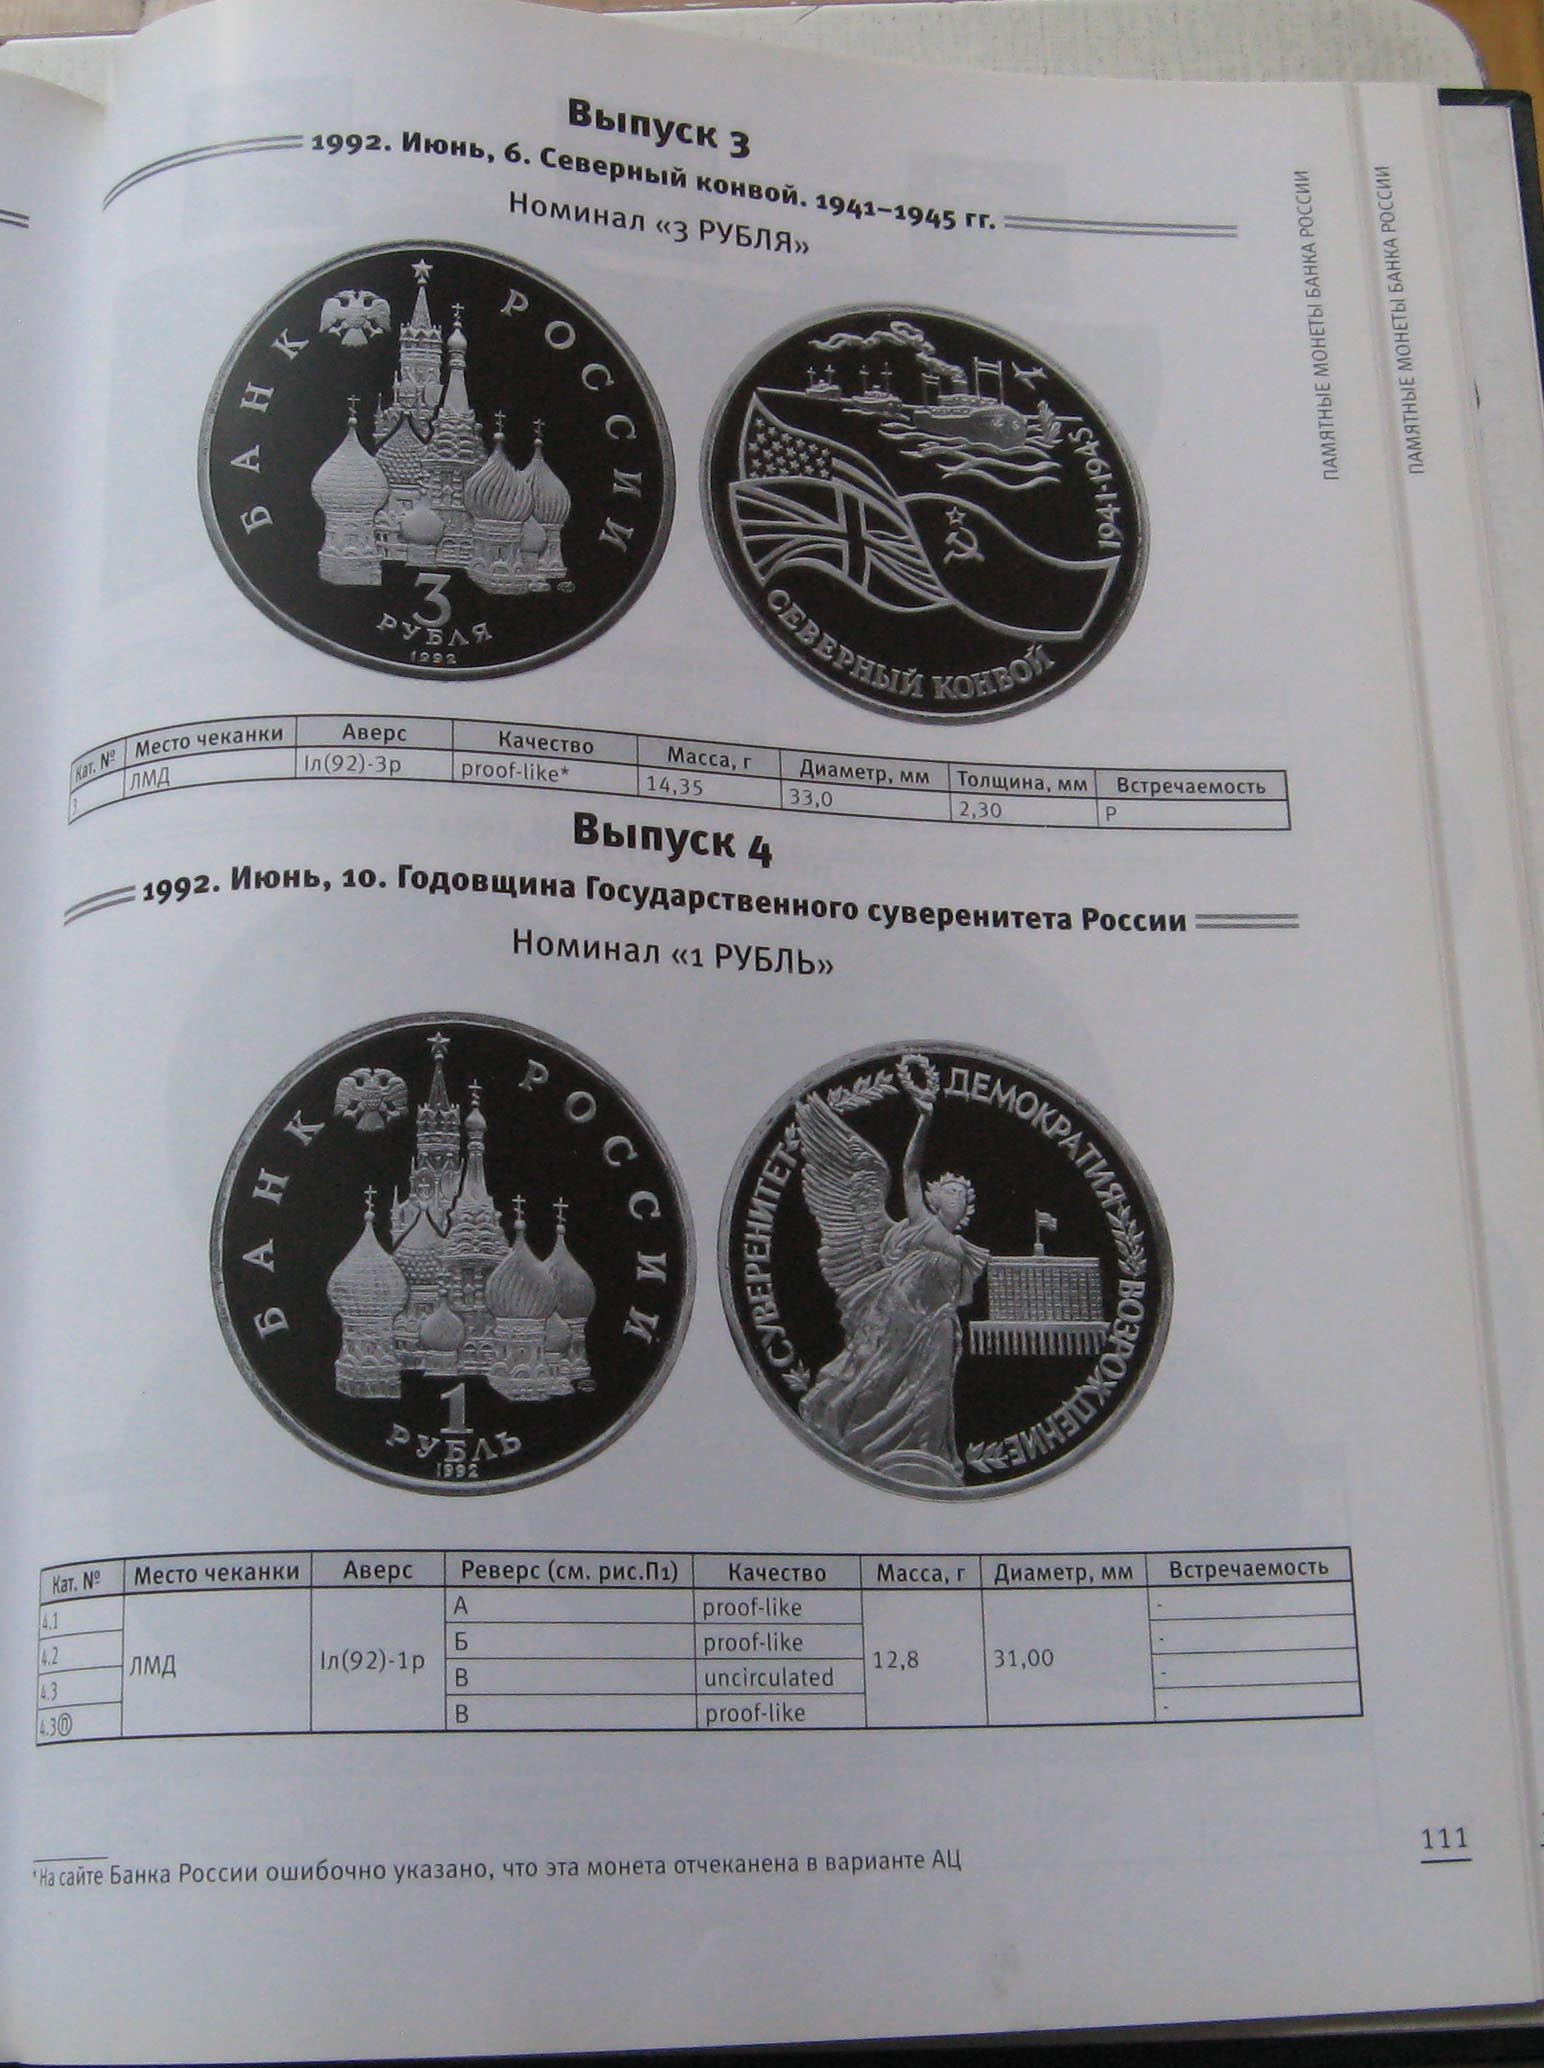 Выпуск 3
1992. Июнь, 6. Северный конвой. 1941–1945 гг.
Номинал «3 РУБЛЯ»
БАНК РОССИИ
3
РУБЛЯ
1992
1941-1945
СЕВЕРНЫЙ КОНВОЙ
Кат. № Место чеканки Аверс Качество Масса, г Диаметр, мм Толщина, мм Встречаемость
3 ЛМД Iл(92)-3р proof-like* 14,35 33,0 2,30 Р
Выпуск 4
1992. Июнь, 10. Годовщина Государственного суверенитета России
Номинал «1 РУБЛЬ»
БАНК РОССИЙ
1
РУБЛЬ
1992
СУВЕРЕНИТЕТ ДЕМОКРАТИЯ ВОЗРОЖДЕНИЕ
Кат. № Место чеканки Аверс Реверс (см. рис.П1) Качество Масса, г Диаметр, мм Встречаемость
4.1 ЛМД Iл(92)-1р А proof-like 12,8 31,00 -
4.2 Б proof-like -
4.3 В uncirculated -
4.3ⓝ В proof-like -
* На сайте Банка России ошибочно указано, что эта монета отчеканена в варианте АЦ
111
ПАМЯТНЫЕ МОНЕТЫ БАНКА РОССИИ
ПАМЯТНЫЕ МОНЕТЫ БАНКА РОССИИ